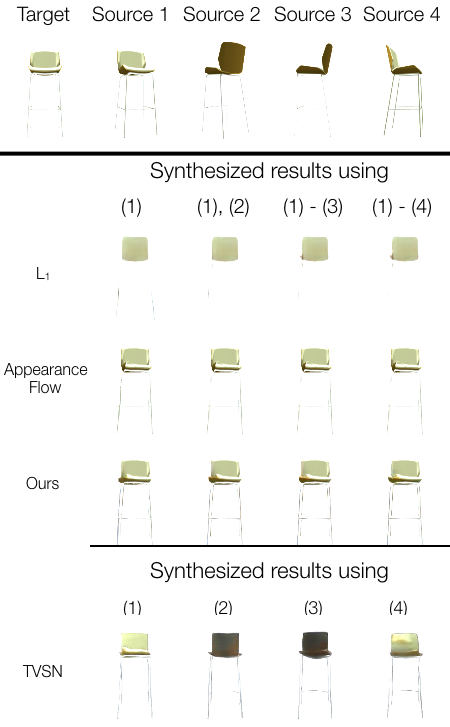 Target Source 1 Source 2 Source 3 Source 4
Synthesized results using
(1) (1), (2) (1) - (3) (1) - (4)
L₁
Appearance
Flow
Ours
Synthesized results using
(1) (2) (3) (4)
TVSN